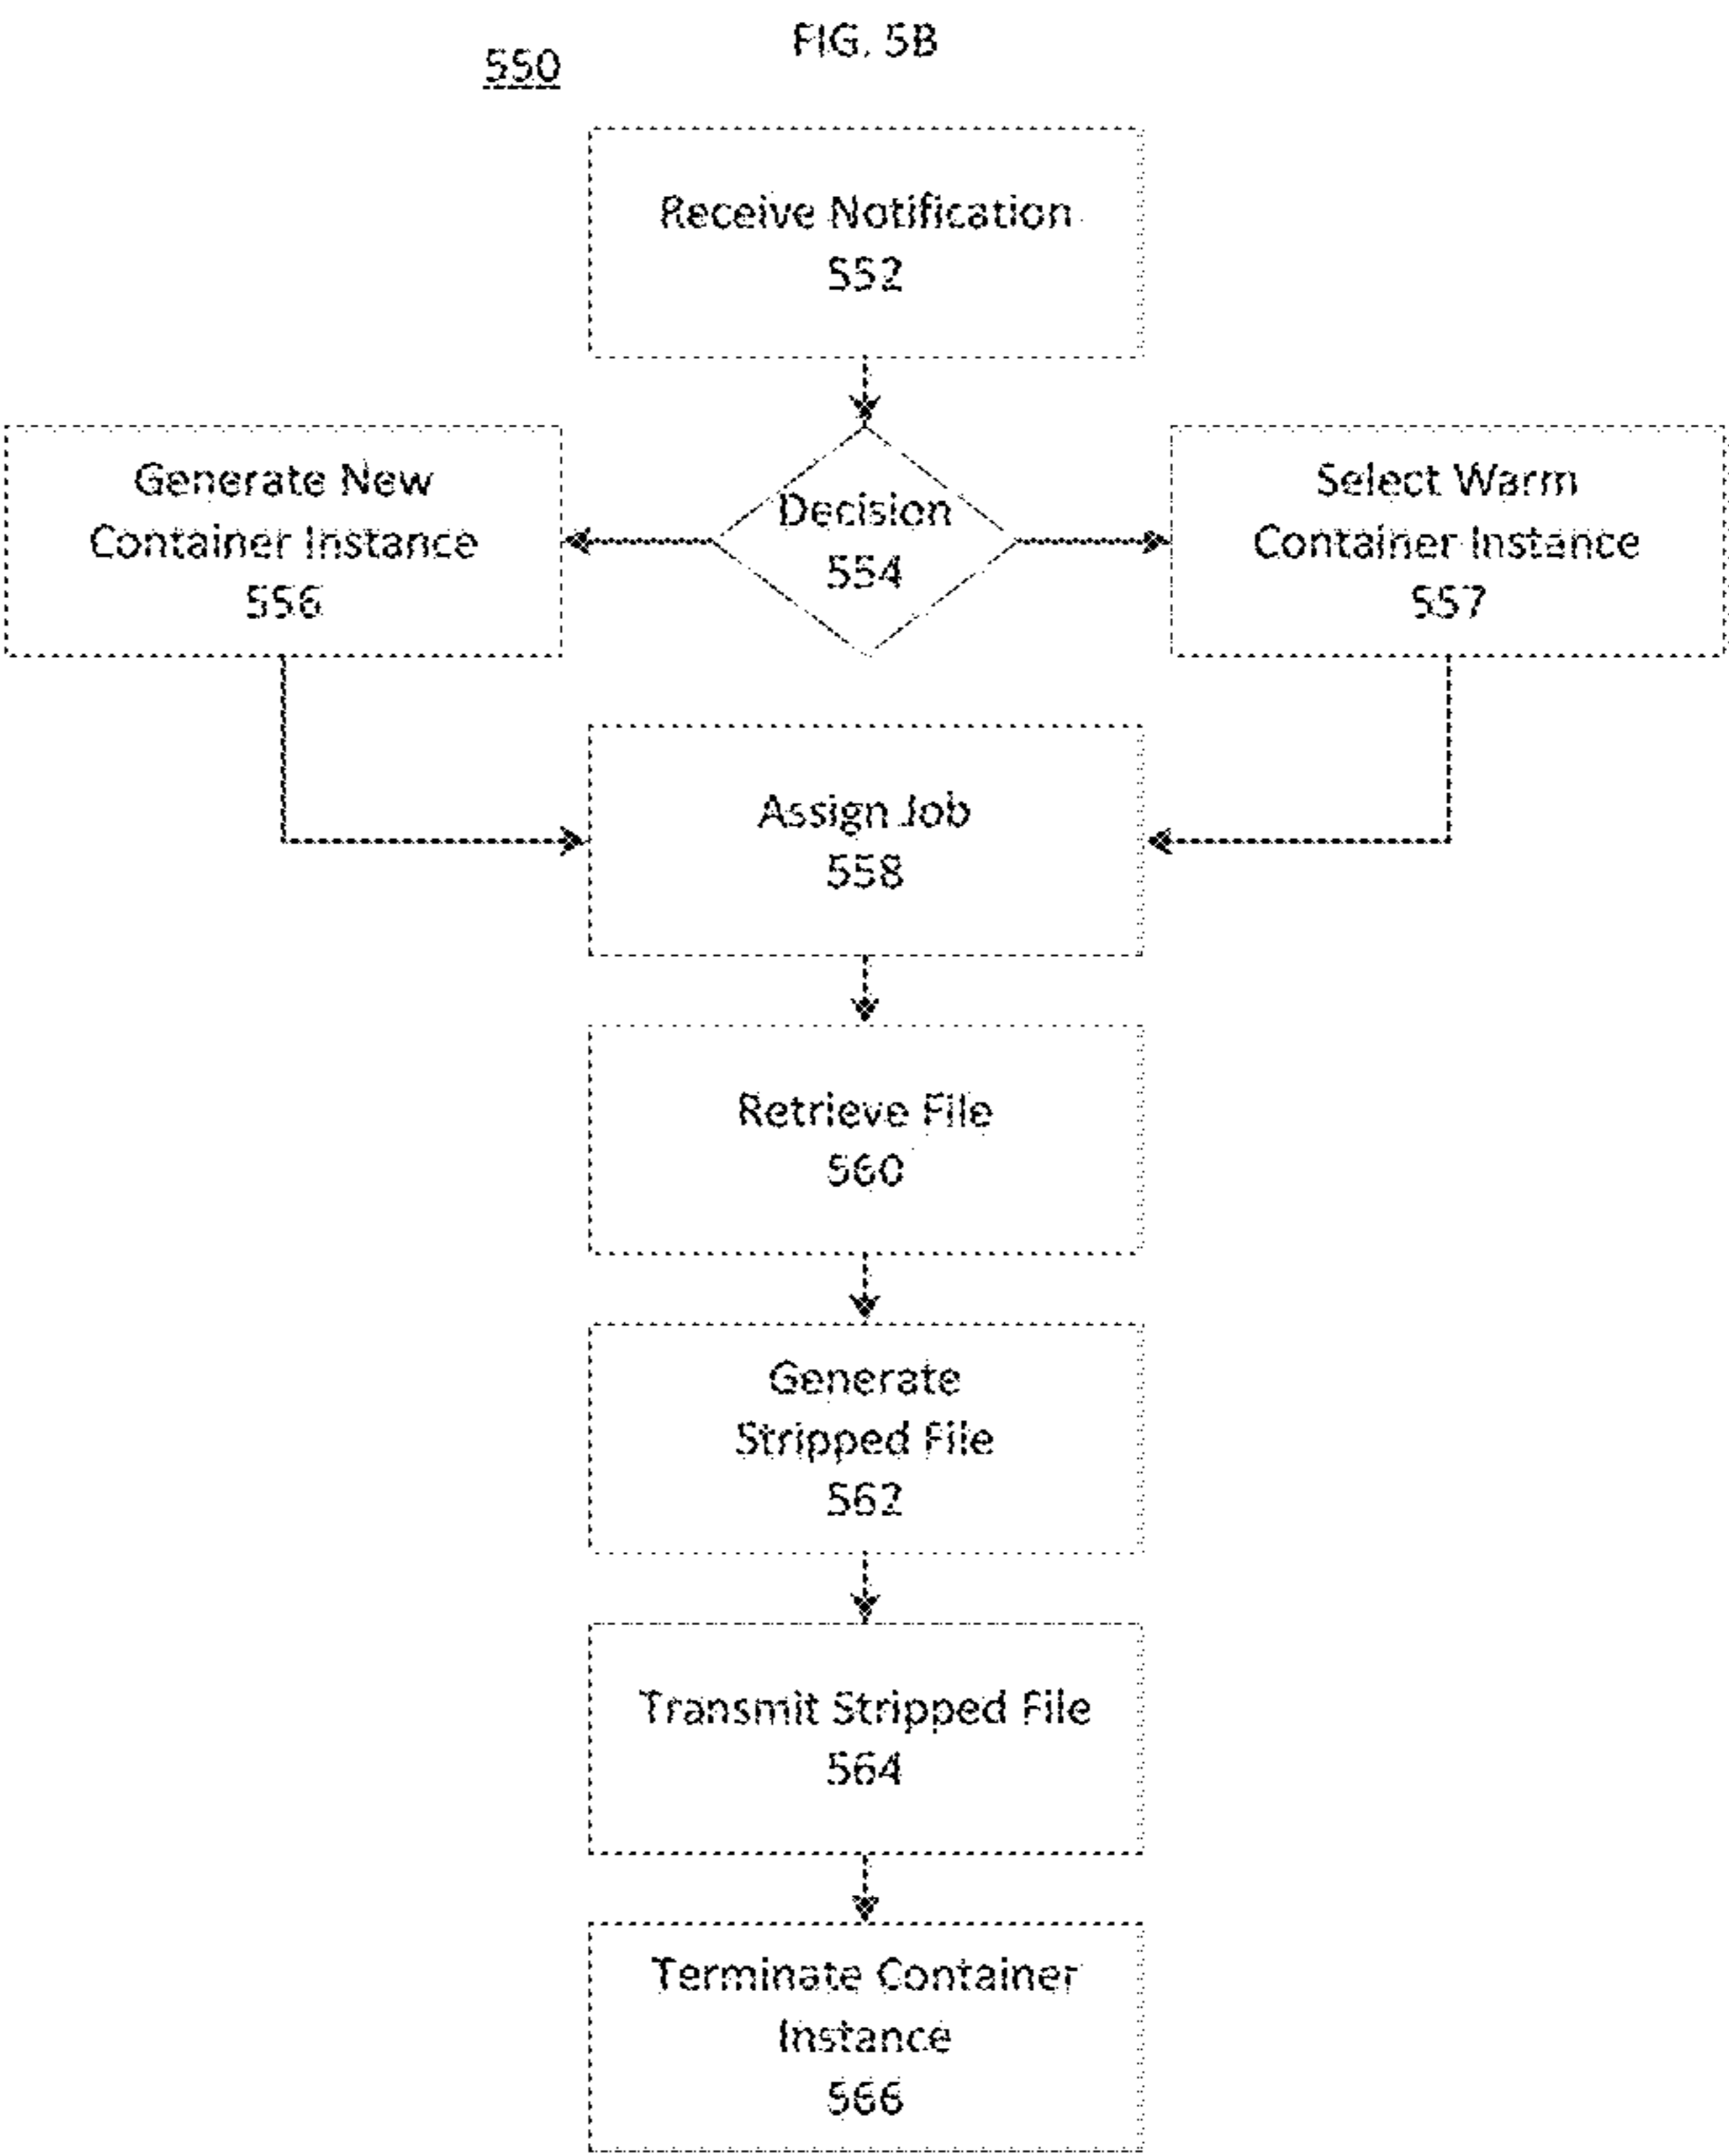 FIG. 5B
550
Receive Notification
552
Decision
554
Generate New
Container Instance
556
Select Warm
Container Instance
557
Assign Job
558
Retrieve File
560
Generate
Stripped File
562
Transmit Stripped File
564
Terminate Container
Instance
566